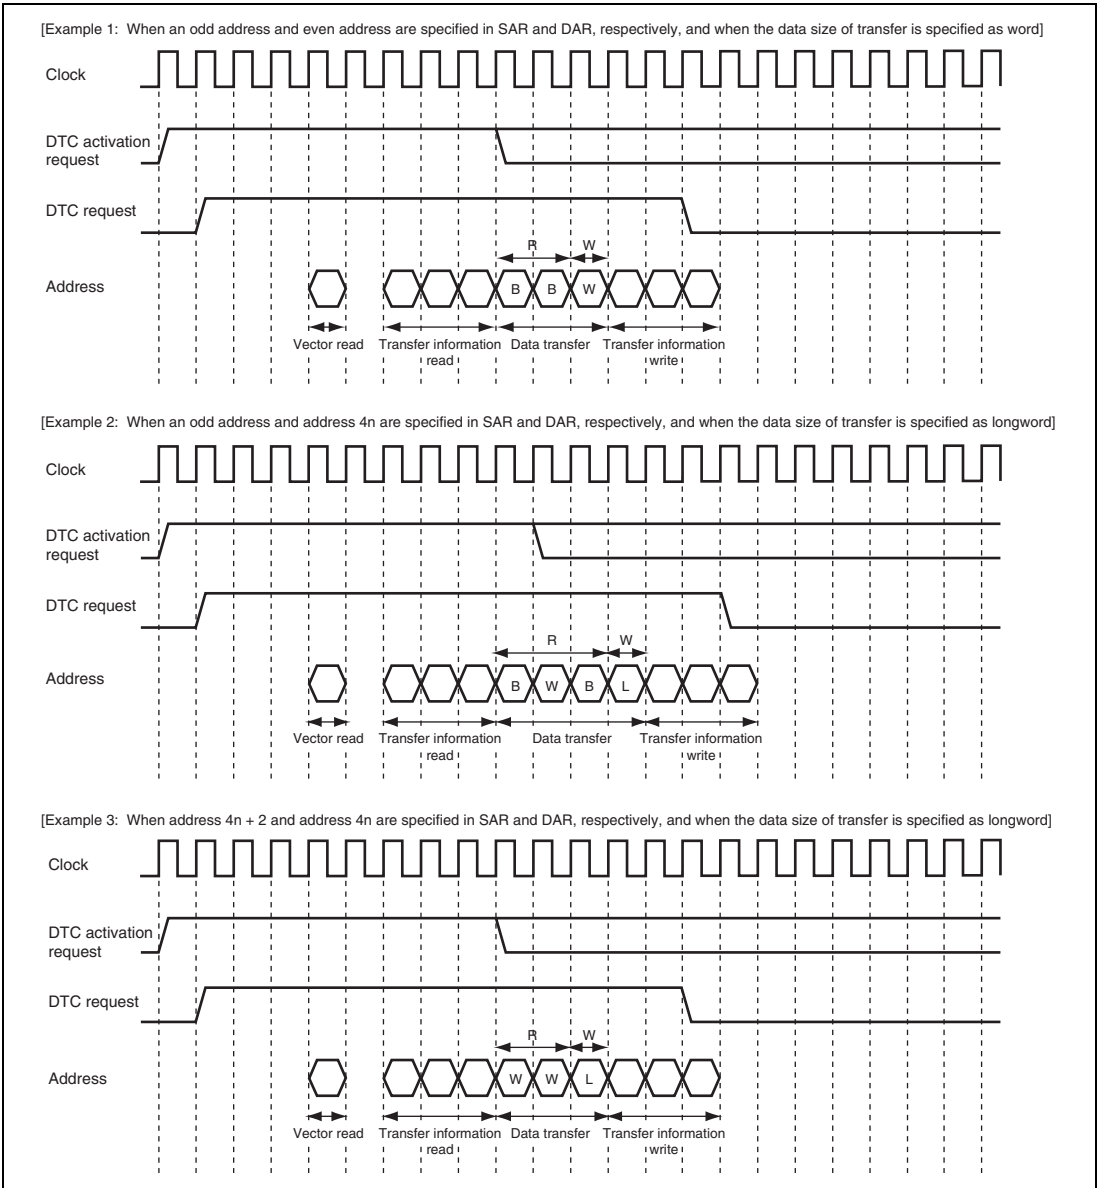 [Example 1:  When an odd address and even address are specified in SAR and DAR, respectively, and when the data size of transfer is specified as word]
Clock
DTC activation
request
DTC request
R W
Address
B B W
Vector read Transfer information Data transfer Transfer information
read write
[Example 2:  When an odd address and address 4n are specified in SAR and DAR, respectively, and when the data size of transfer is specified as longword]
Clock
DTC activation
request
DTC request
R W
Address
B W B L
Vector read Transfer information Data transfer Transfer information
read write
[Example 3:  When address 4n + 2 and address 4n are specified in SAR and DAR, respectively, and when the data size of transfer is specified as longword]
Clock
DTC activation
request
DTC request
R W
Address
W W L
Vector read Transfer information Data transfer Transfer information
read write